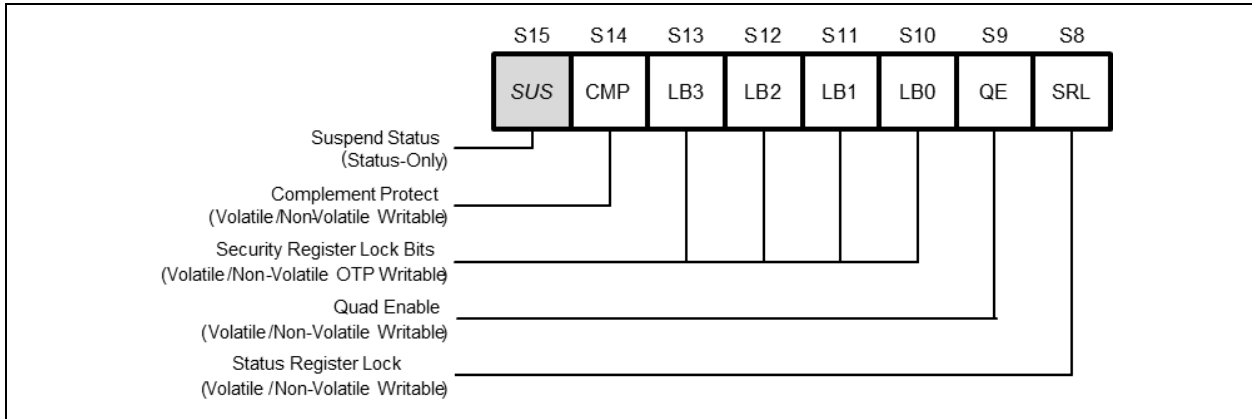 S15 S14 S13 S12 S11 S10 S9 S8
SUS CMP LB3 LB2 LB1 LB0 QE SRL
Suspend Status
(Status-Only)
Complement Protect
(Volatile/Non-Volatile Writable)
Security Register Lock Bits
(Volatile/Non-Volatile OTP Writable)
Quad Enable
(Volatile/Non-Volatile Writable)
Status Register Lock
(Volatile /Non-Volatile Writable)